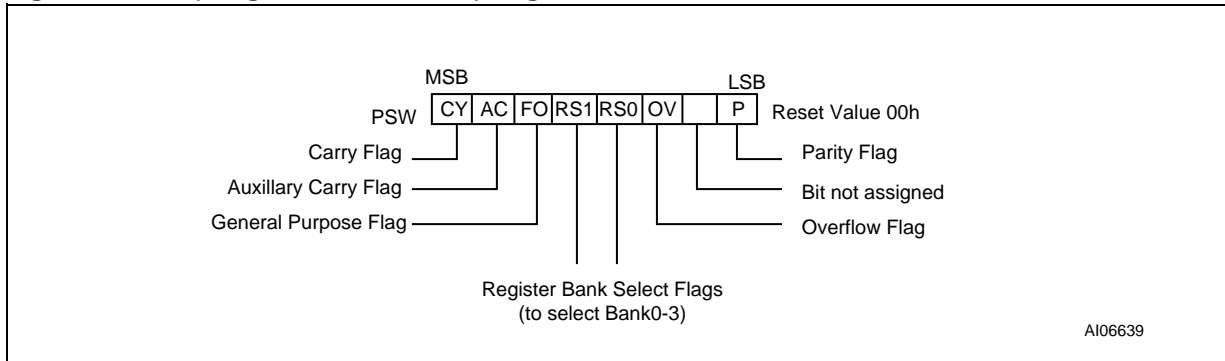 MSB
LSB
PSW CY AC FO RS1 RS0 OV P Reset Value 00h
Carry Flag
Parity Flag
Auxillary Carry Flag
Bit not assigned
General Purpose Flag
Overflow Flag
Register Bank Select Flags
(to select Bank0-3)
AI06639